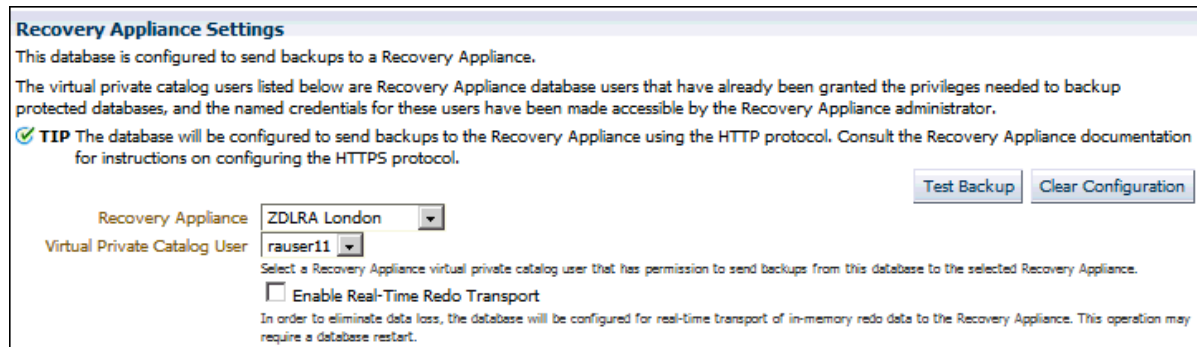 Recovery Appliance Settings
This database is configured to send backups to a Recovery Appliance.
The virtual private catalog users listed below are Recovery Appliance database users that have already been granted the privileges needed to backup
protected databases, and the named credentials for these users have been made accessible by the Recovery Appliance administrator.
TIP The database will be configured to send backups to the Recovery Appliance using the HTTP protocol. Consult the Recovery Appliance documentation
for instructions on configuring the HTTPS protocol.
Test Backup Clear Configuration
Recovery Appliance ZDLRA London
Virtual Private Catalog User rauser11
Select a Recovery Appliance virtual private catalog user that has permission to send backups from this database to the selected Recovery Appliance.
Enable Real-Time Redo Transport
In order to eliminate data loss, the database will be configured for real-time transport of in-memory redo data to the Recovery Appliance. This operation may
require a database restart.